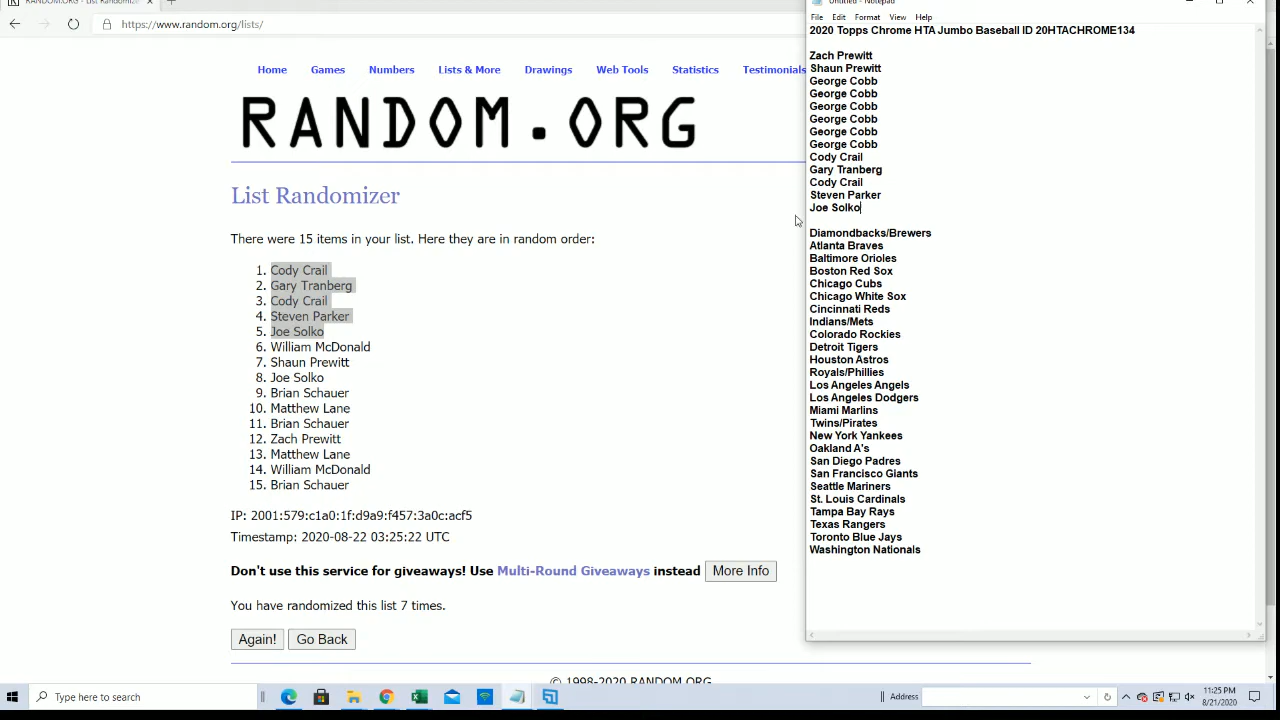 RANDOM.ORG - List Randomiz
https://www.random.org/lists/
Home Games Numbers Lists & More Drawings Web Tools Statistics Testimonials
RANDOM.ORG
List Randomizer
There were 15 items in your list. Here they are in random order:
1. Cody Crail
2. Gary Tranberg
3. Cody Crail
4. Steven Parker
5. Joe Solko
6. William McDonald
7. Shaun Prewitt
8. Joe Solko
9. Brian Schauer
10. Matthew Lane
11. Brian Schauer
12. Zach Prewitt
13. Matthew Lane
14. William McDonald
15. Brian Schauer
IP: 2001:579:c1a0:1f:d9a9:f457:3a0c:acf5
Timestamp: 2020-08-22 03:25:22 UTC
Don't use this service for giveaways! Use Multi-Round Giveaways instead More Info
You have randomized this list 7 times.
Again! Go Back
© 1998-2020 RANDOM.ORG
Untitled - Notepad
File Edit Format View Help
2020 Topps Chrome HTA Jumbo Baseball ID 20HTACHROME134
Zach Prewitt
Shaun Prewitt
George Cobb
George Cobb
George Cobb
George Cobb
George Cobb
George Cobb
Cody Crail
Gary Tranberg
Cody Crail
Steven Parker
Joe Solko
Diamondbacks/Brewers
Atlanta Braves
Baltimore Orioles
Boston Red Sox
Chicago Cubs
Chicago White Sox
Cincinnati Reds
Indians/Mets
Colorado Rockies
Detroit Tigers
Houston Astros
Royals/Phillies
Los Angeles Angels
Los Angeles Dodgers
Miami Marlins
Twins/Pirates
New York Yankees
Oakland A's
San Diego Padres
San Francisco Giants
Seattle Mariners
St. Louis Cardinals
Tampa Bay Rays
Texas Rangers
Toronto Blue Jays
Washington Nationals
Type here to search
Address
11:25 PM
8/21/2020